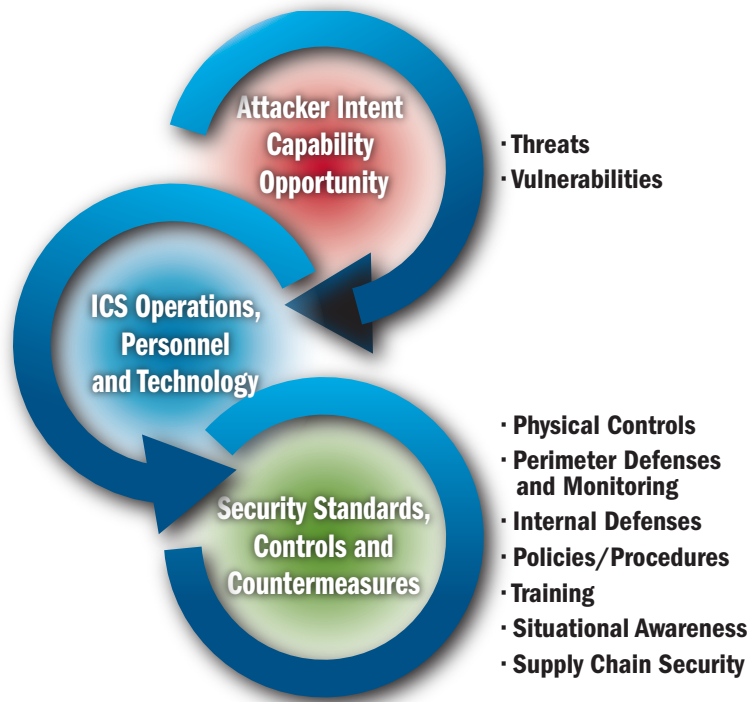 Attacker Intent
Capability
Opportunity
· Threats
· Vulnerabilities
ICS Operations,
Personnel
and Technology
Security Standards,
Controls and
Countermeasures
· Physical Controls
· Perimeter Defenses
and Monitoring
· Internal Defenses
· Policies/Procedures
· Training
· Situational Awareness
· Supply Chain Security